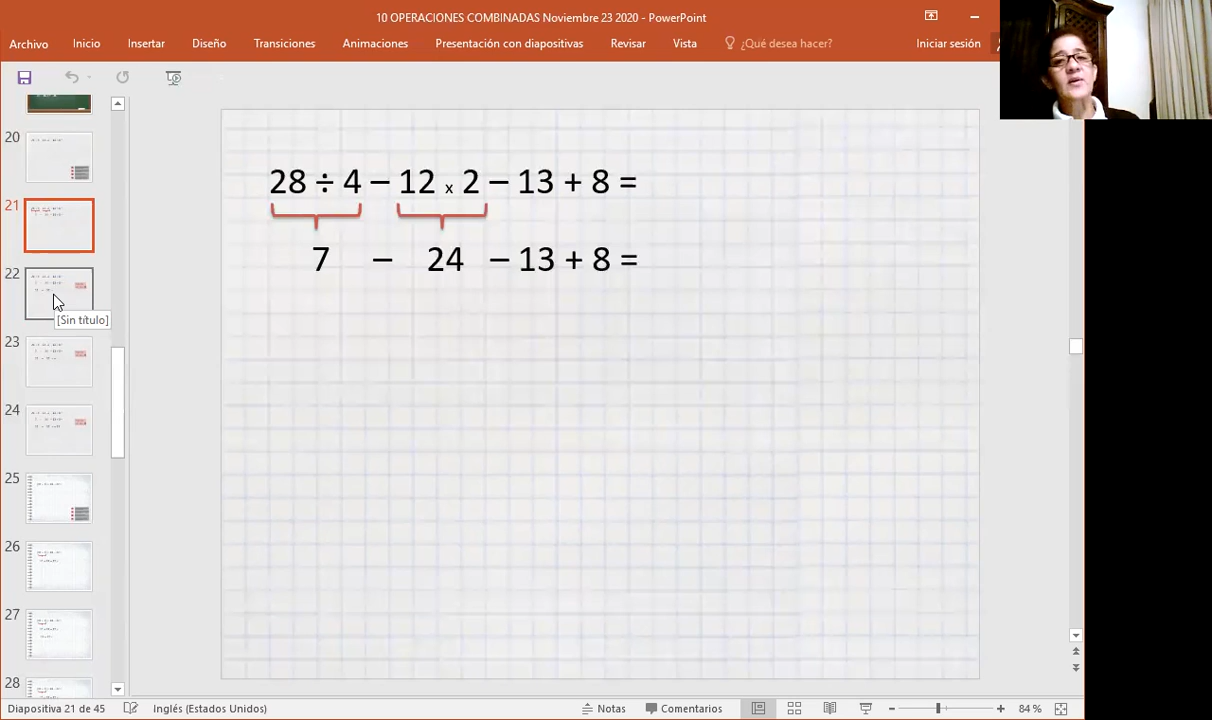 10 OPERACIONES COMBINADAS Noviembre 23 2020 - PowerPoint
Archivo Inicio Insertar Diseño Transiciones Animaciones Presentación con diapositivas Revisar Vista ¿Qué desea hacer? Iniciar sesión
20
21
22
[Sin título]
23
24
25
26
27
28
28 ÷ 4 – 12 x 2 – 13 + 8 =
7 – 24 – 13 + 8 =
Diapositiva 21 de 45 Inglés (Estados Unidos) Notas Comentarios 84 %